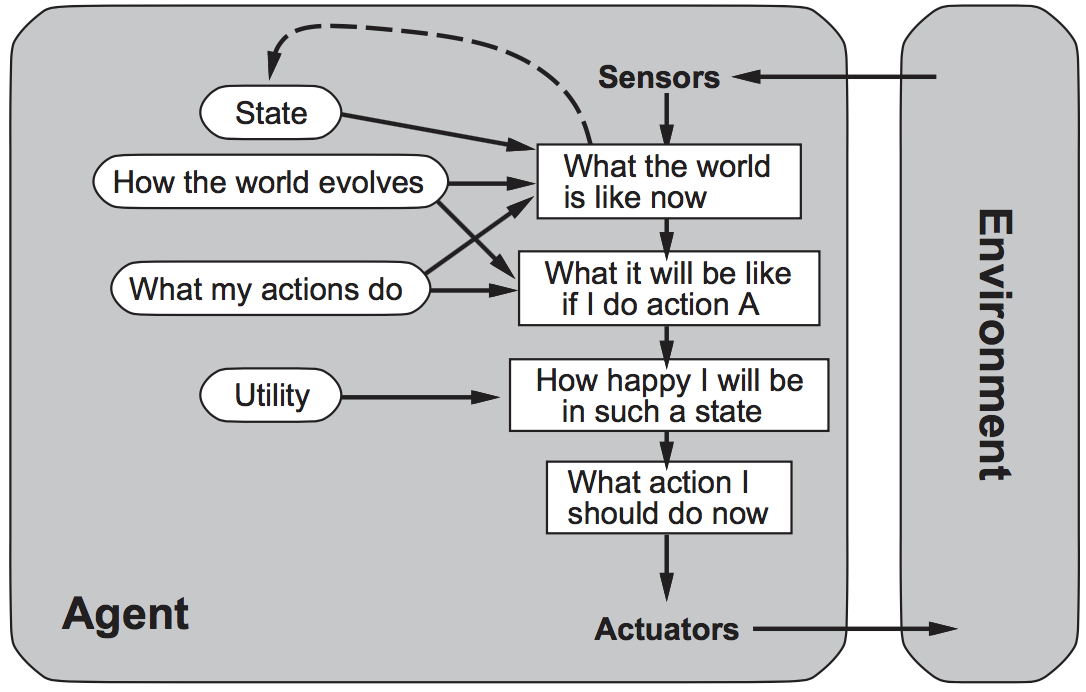 Sensors
State
What the world
is like now
How the world evolves
What it will be like
if I do action A
What my actions do
How happy I will be
in such a state
Utility
What action I
should do now
Agent
Actuators
Environment